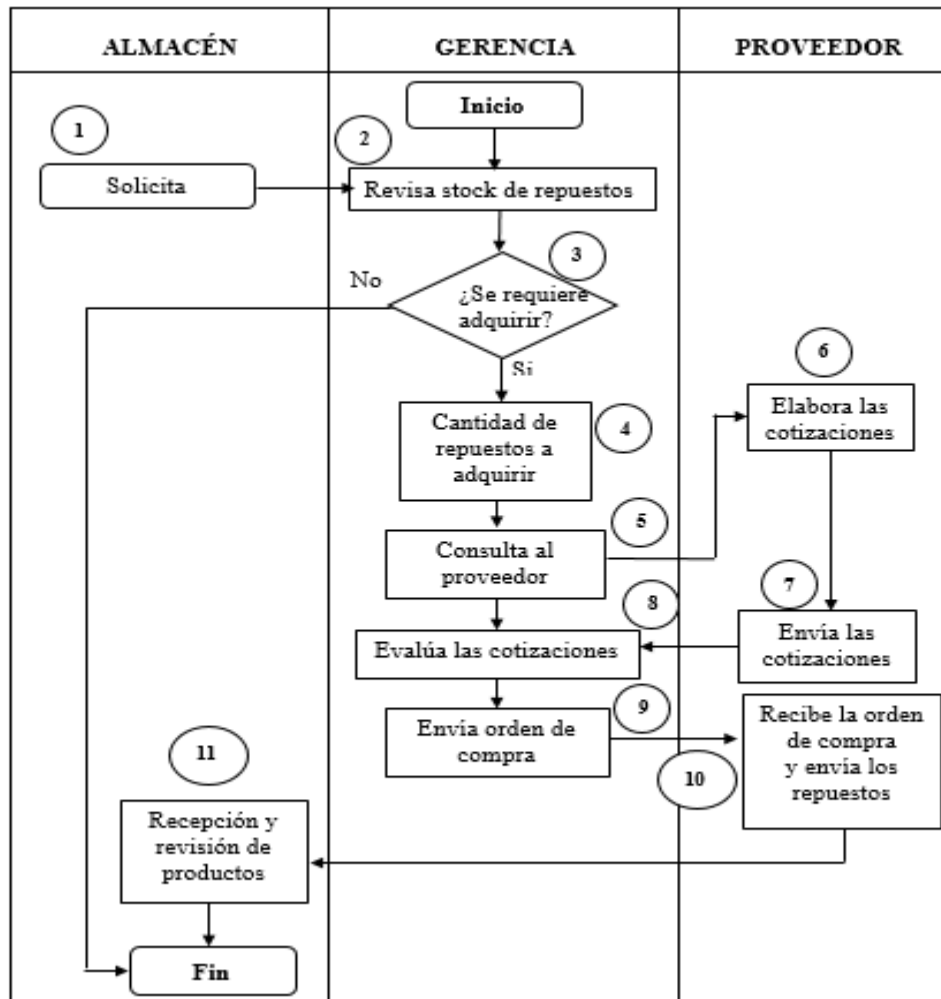 ALMACÉN
GERENCIA
PROVEEDOR
Inicio
1
2
Solicita
Revisa stock de repuestos
3
No
¿Se requiere
adquirir?
Si
6
Elabora las
cotizaciones
Cantidad de
repuestos a
adquirir
4
5
Consulta al
proveedor
7
8
Envía las
cotizaciones
Evalúa las cotizaciones
9
Envía orden de
compra
10
Recibe la orden
de compra
y envía los
repuestos
11
Recepción y
revisión de
productos
Fin